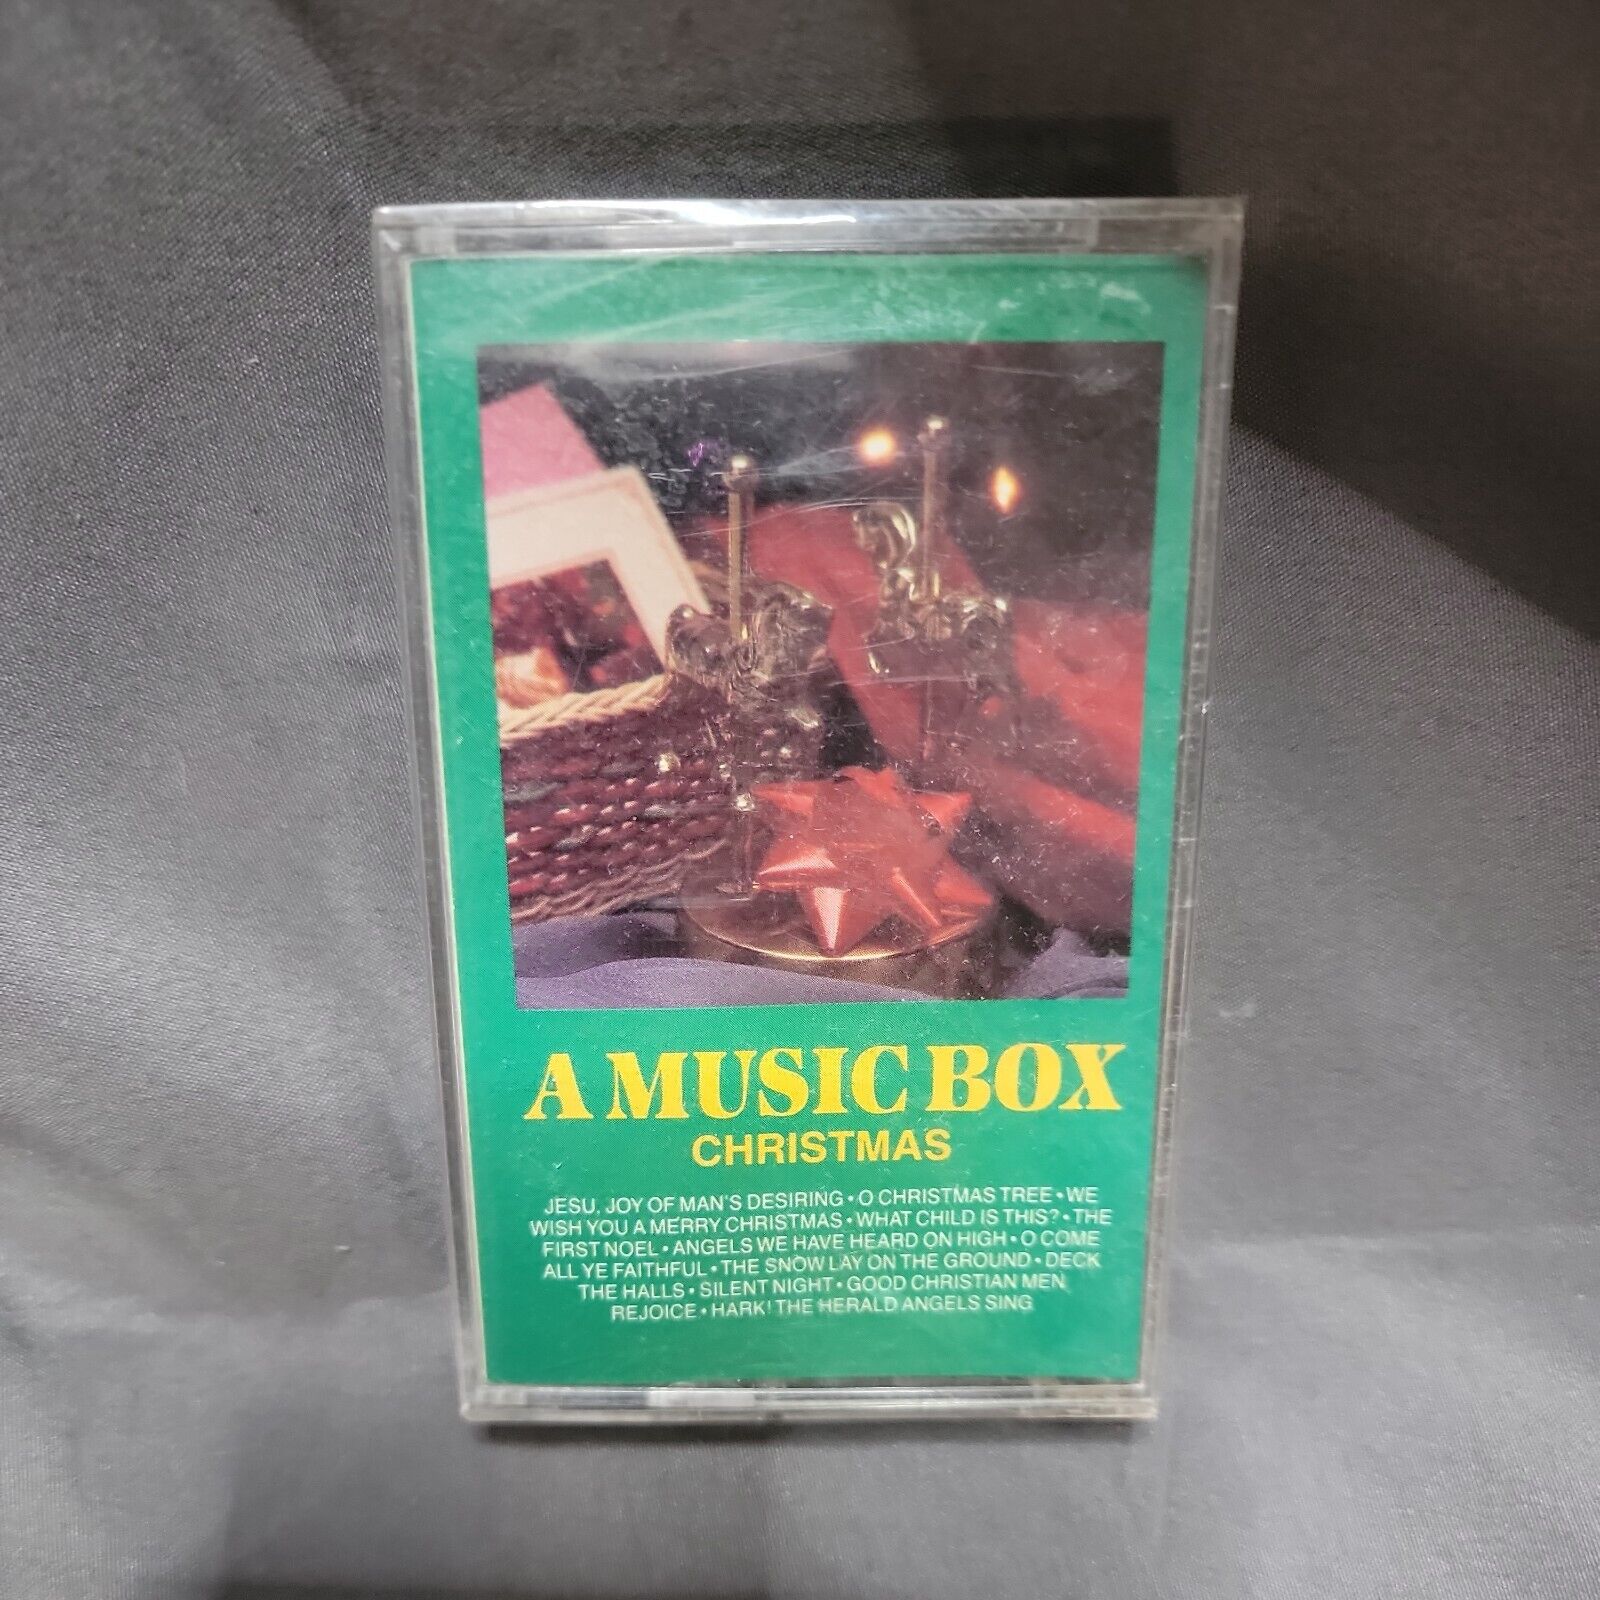 A MUSIC BOX
CHRISTMAS
JESU, JOY OF MAN'S DESIRING • O CHRISTMAS TREE • WE
WISH YOU A MERRY CHRISTMAS • WHAT CHILD IS THIS? • THE
FIRST NOEL • ANGELS WE HAVE HEARD ON HIGH • O COME
ALL YE FAITHFUL • THE SNOW LAY ON THE GROUND • DECK
THE HALLS • SILENT NIGHT • GOOD CHRISTIAN MEN,
REJOICE • HARK! THE HERALD ANGELS SING